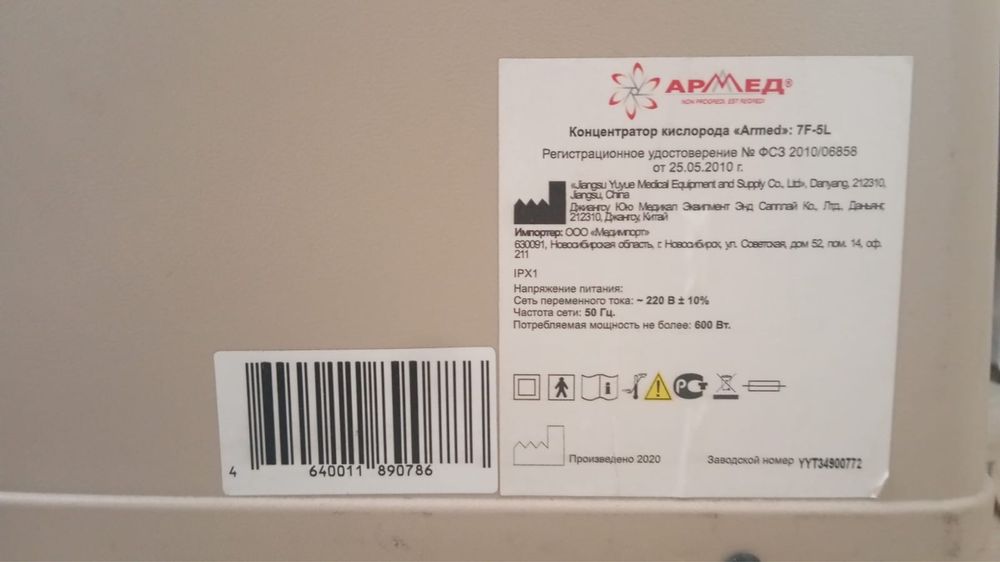 АРМЕД®
NON PROGREDI, EST REGREDI
Концентратор кислорода «Armed»: 7F-5L
Регистрационное удостоверение № ФСЗ 2010/06858
от 25.05.2010 г.
«Jiangsu Yuyue Medical Equipment and Supply Co., Ltd», Danyang, 212310,
Jiangsu, China
Джиангсу Юю Медикал Эквипмент Энд Сапплай Ко., Лтд., Даньянг,
212310, Джангсу, Китай
Импортер: ООО «Медимпорт»
630091, Новосибирская область, г. Новосибирск, ул. Советская, дом 52, пом. 14, оф.
211
IPX1
Напряжение питания:
Сеть переменного тока: ~ 220 В ± 10%
Частота сети: 50 Гц.
Потребляемая мощность не более: 600 Вт.
Произведено 2020
Заводской номер YYT34900772
4 640011 890786